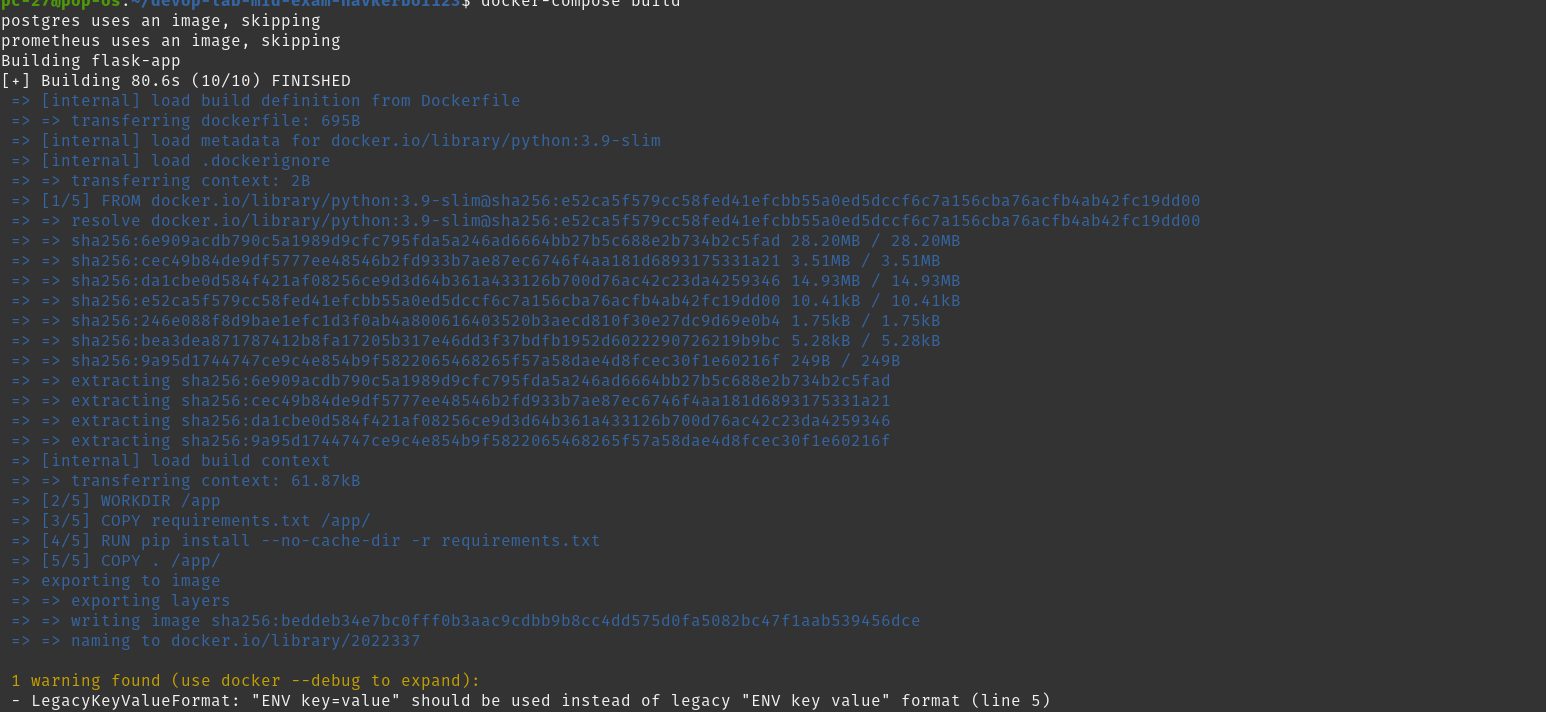 pc-27@pop-os:~/devop-lab-mid-exam-navkerboi123$ docker-compose build
postgres uses an image, skipping
prometheus uses an image, skipping
Building flask-app
[+] Building 80.6s (10/10) FINISHED
=> [internal] load build definition from Dockerfile
=> => transferring dockerfile: 695B
=> [internal] load metadata for docker.io/library/python:3.9-slim
=> [internal] load .dockerignore
=> => transferring context: 2B
=> [1/5] FROM docker.io/library/python:3.9-slim@sha256:e52ca5f579cc58fed41efcbb55a0ed5dccf6c7a156cba76acfb4ab42fc19dd00
=> => resolve docker.io/library/python:3.9-slim@sha256:e52ca5f579cc58fed41efcbb55a0ed5dccf6c7a156cba76acfb4ab42fc19dd00
=> => sha256:6e909acdb790c5a1989d9cfc795fda5a246ad6664bb27b5c688e2b734b2c5fad 28.20MB / 28.20MB
=> => sha256:cec49b84de9df5777ee48546b2fd933b7ae87ec6746f4aa181d6893175331a21 3.51MB / 3.51MB
=> => sha256:da1cbe0d584f421af08256ce9d3d64b361a433126b700d76ac42c23da4259346 14.93MB / 14.93MB
=> => sha256:e52ca5f579cc58fed41efcbb55a0ed5dccf6c7a156cba76acfb4ab42fc19dd00 10.41kB / 10.41kB
=> => sha256:246e088f8d9bae1efc1d3f0ab4a800616403520b3aecd810f30e27dc9d69e0b4 1.75kB / 1.75kB
=> => sha256:bea3dea871787412b8fa17205b317e46dd3f37bdfb1952d6022290726219b9bc 5.28kB / 5.28kB
=> => sha256:9a95d1744747ce9c4e854b9f5822065468265f57a58dae4d8fcec30f1e60216f 249B / 249B
=> => extracting sha256:6e909acdb790c5a1989d9cfc795fda5a246ad6664bb27b5c688e2b734b2c5fad
=> => extracting sha256:cec49b84de9df5777ee48546b2fd933b7ae87ec6746f4aa181d6893175331a21
=> => extracting sha256:da1cbe0d584f421af08256ce9d3d64b361a433126b700d76ac42c23da4259346
=> => extracting sha256:9a95d1744747ce9c4e854b9f5822065468265f57a58dae4d8fcec30f1e60216f
=> [internal] load build context
=> => transferring context: 61.87kB
=> [2/5] WORKDIR /app
=> [3/5] COPY requirements.txt /app/
=> [4/5] RUN pip install --no-cache-dir -r requirements.txt
=> [5/5] COPY . /app/
=> exporting to image
=> => exporting layers
=> => writing image sha256:beddeb34e7bc0fff0b3aac9cdbb9b8cc4dd575d0fa5082bc47f1aab539456dce
=> => naming to docker.io/library/2022337
1 warning found (use docker --debug to expand):
- LegacyKeyValueFormat: "ENV key=value" should be used instead of legacy "ENV key value" format (line 5)